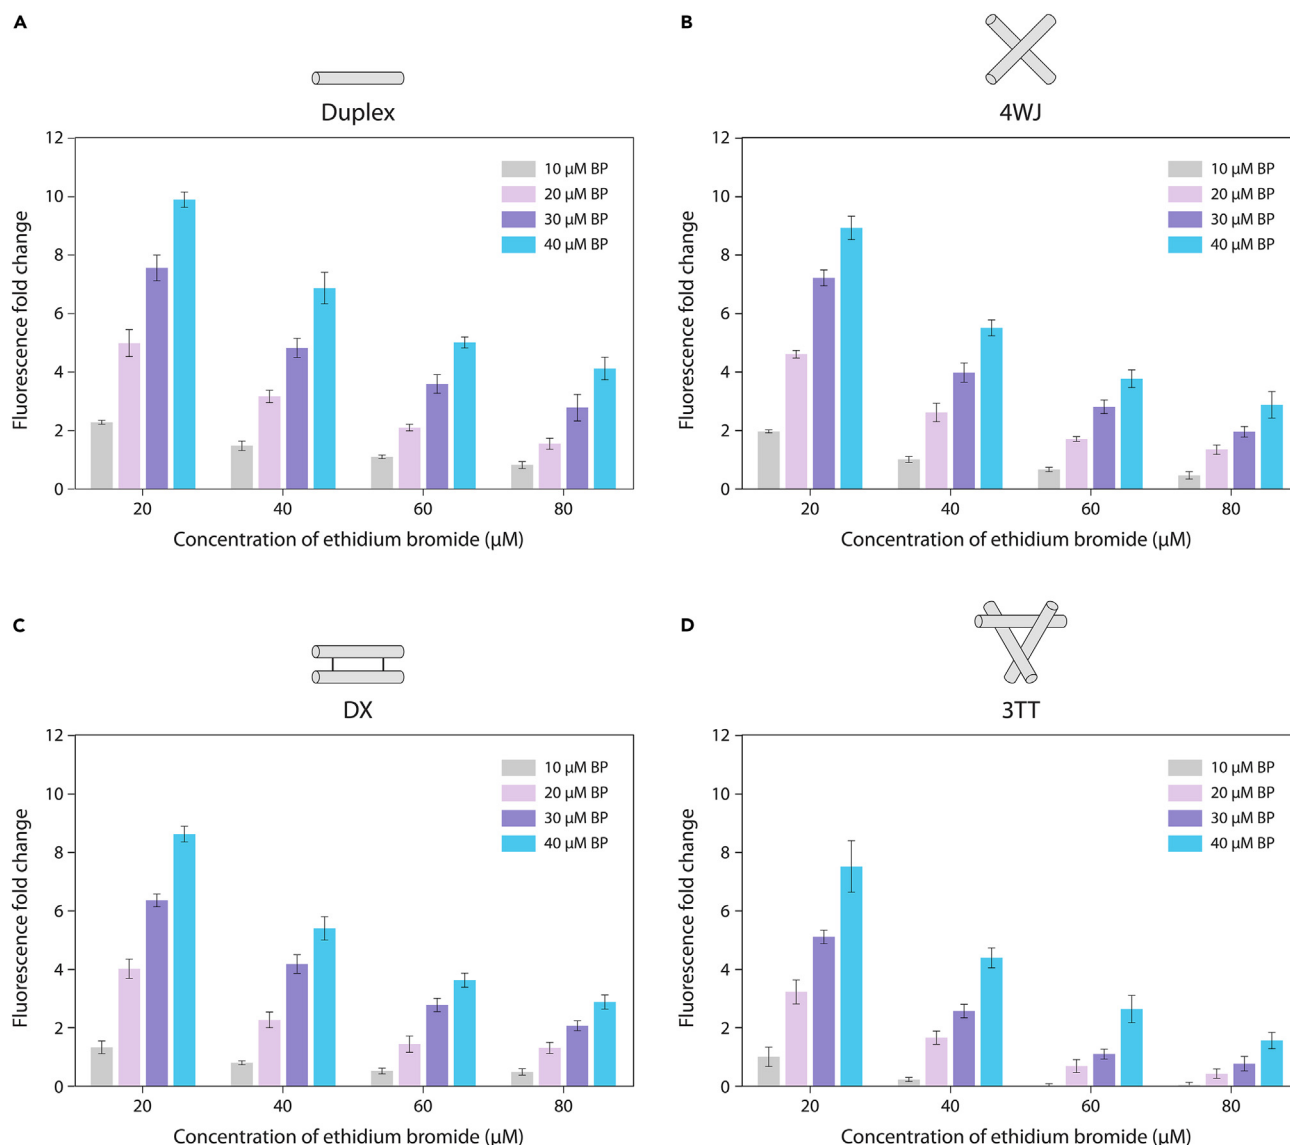 A
Duplex
Fluorescence fold change
12
10
8
6
4
2
0
10 μM BP
20 μM BP
30 μM BP
40 μM BP
20
40
60
80
Concentration of ethidium bromide (μM)
B
4WJ
Fluorescence fold change
12
10
8
6
4
2
0
10 μM BP
20 μM BP
30 μM BP
40 μM BP
20
40
60
80
Concentration of ethidium bromide (μM)
C
DX
Fluorescence fold change
12
10
8
6
4
2
0
10 μM BP
20 μM BP
30 μM BP
40 μM BP
20
40
60
80
Concentration of ethidium bromide (μM)
D
3TT
Fluorescence fold change
12
10
8
6
4
2
0
10 μM BP
20 μM BP
30 μM BP
40 μM BP
20
40
60
80
Concentration of ethidium bromide (μM)